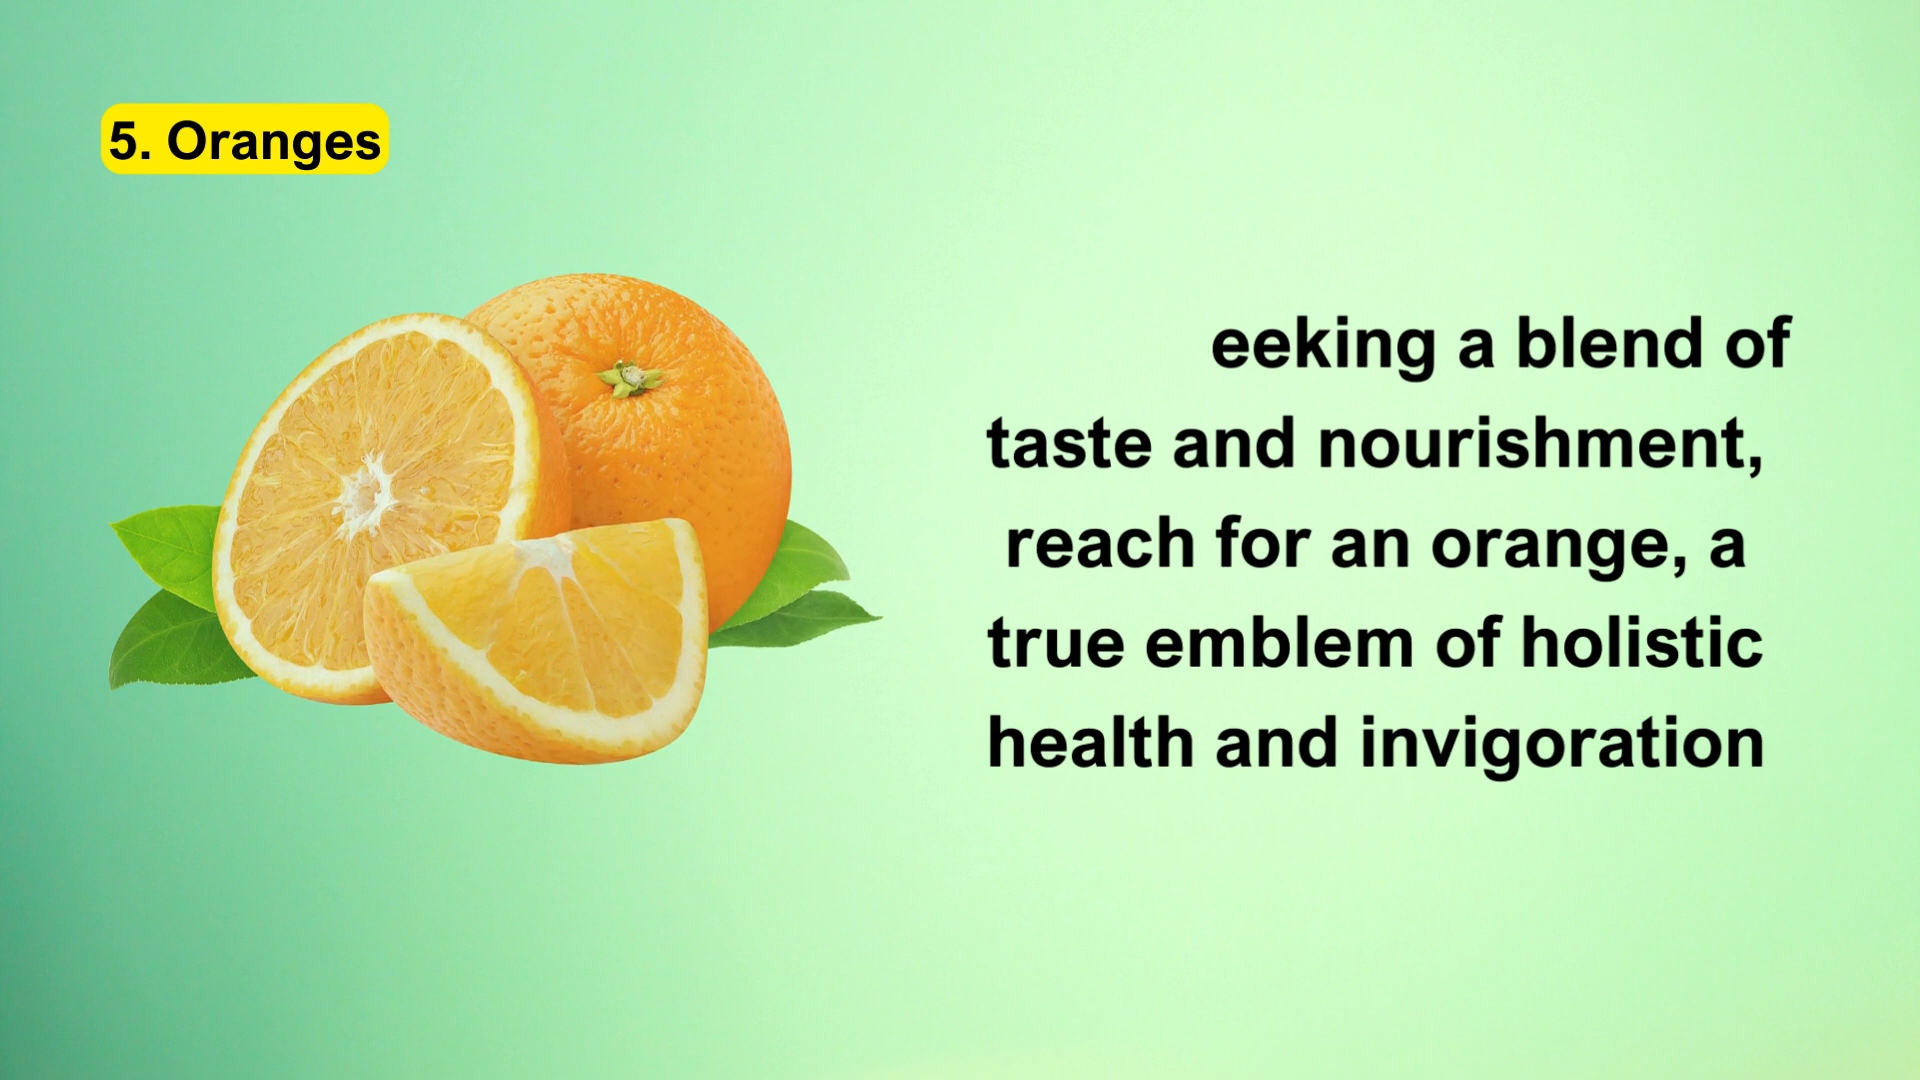 5. Oranges
eeking a blend of
taste and nourishment,
reach for an orange, a
true emblem of holistic
health and invigoration